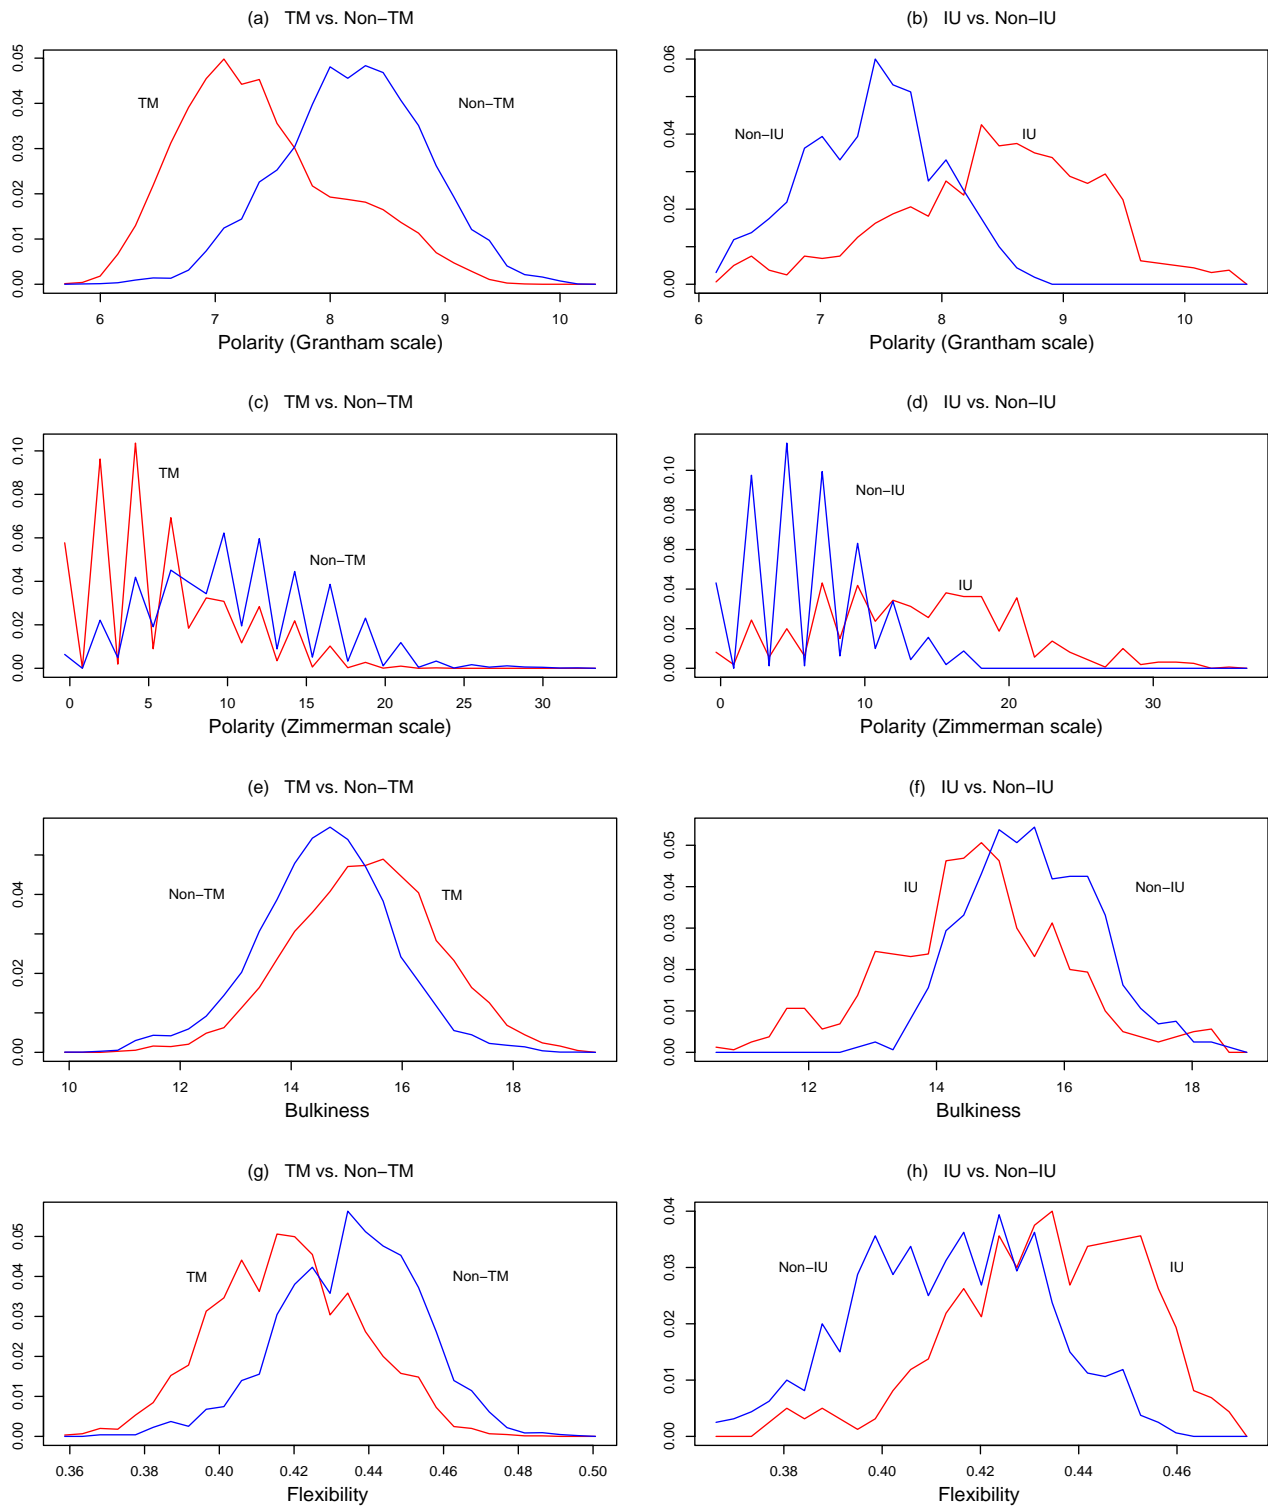 (a) TM vs. Non−TM
0.00 0.01 0.02 0.03 0.04 0.05
TM
Non−TM
6 7 8 9 10
Polarity (Grantham scale)
(b) IU vs. Non−IU
0.00 0.02 0.04 0.06
Non−IU
IU
6 7 8 9 10
Polarity (Grantham scale)
(c) TM vs. Non−TM
0.00 0.02 0.04 0.06 0.08 0.10
TM
Non−TM
0 5 10 15 20 25 30
Polarity (Zimmerman scale)
(d) IU vs. Non−IU
0.00 0.02 0.04 0.06 0.08 0.10
Non−IU
IU
0 10 20 30
Polarity (Zimmerman scale)
(e) TM vs. Non−TM
0.00 0.02 0.04
Non−TM
TM
10 12 14 16 18
Bulkiness
(f) IU vs. Non−IU
0.00 0.01 0.02 0.03 0.04 0.05
IU
Non−IU
12 14 16 18
Bulkiness
(g) TM vs. Non−TM
0.00 0.01 0.02 0.03 0.04 0.05
TM
Non−TM
0.36 0.38 0.40 0.42 0.44 0.46 0.48 0.50
Flexibility
(h) IU vs. Non−IU
0.00 0.01 0.02 0.03 0.04
Non−IU
IU
0.38 0.40 0.42 0.44 0.46
Flexibility